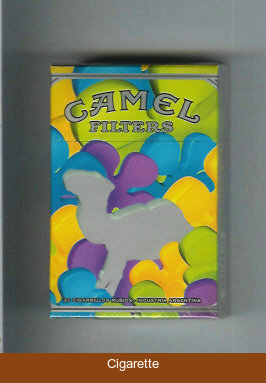 CAMEL
FILTERS
20 CIGARRILLOS RUBIOS - INDUSTRIA ARGENTINA
Cigarette